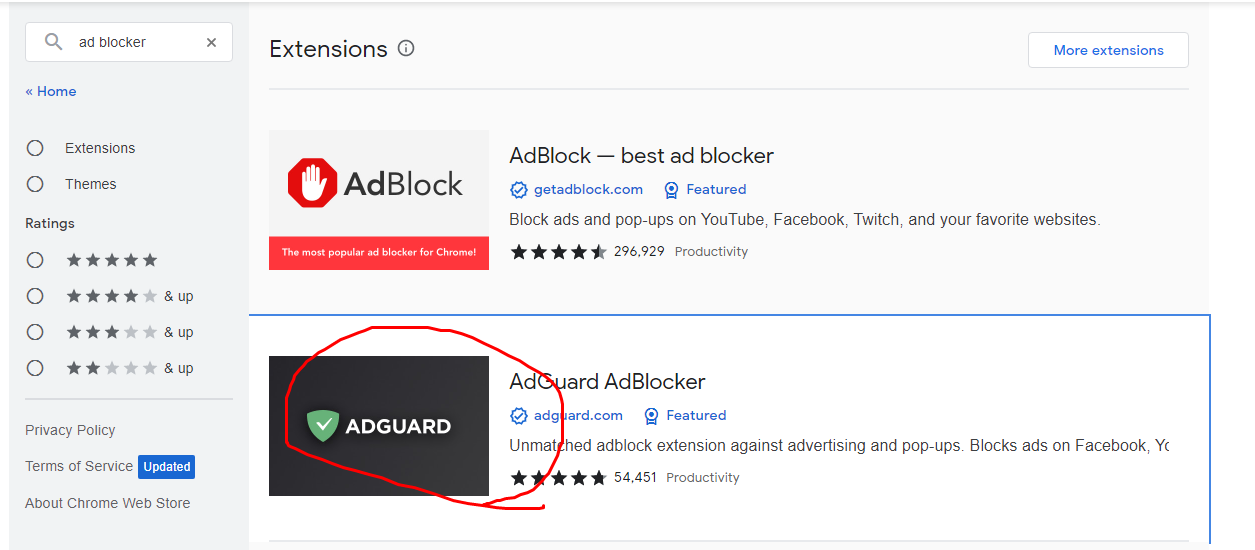 ad blocker
« Home
Extensions
Themes
Ratings
& up
& up
& up
Privacy Policy
Terms of Service Updated
About Chrome Web Store
Extensions
More extensions
AdBlock
The most popular ad blocker for Chrome!
AdBlock — best ad blocker
getadblock.com Featured
Block ads and pop-ups on YouTube, Facebook, Twitch, and your favorite websites.
296,929 Productivity
ADGUARD
AdGuard AdBlocker
adguard.com Featured
Unmatched adblock extension against advertising and pop-ups. Blocks ads on Facebook, Yo
54,451 Productivity